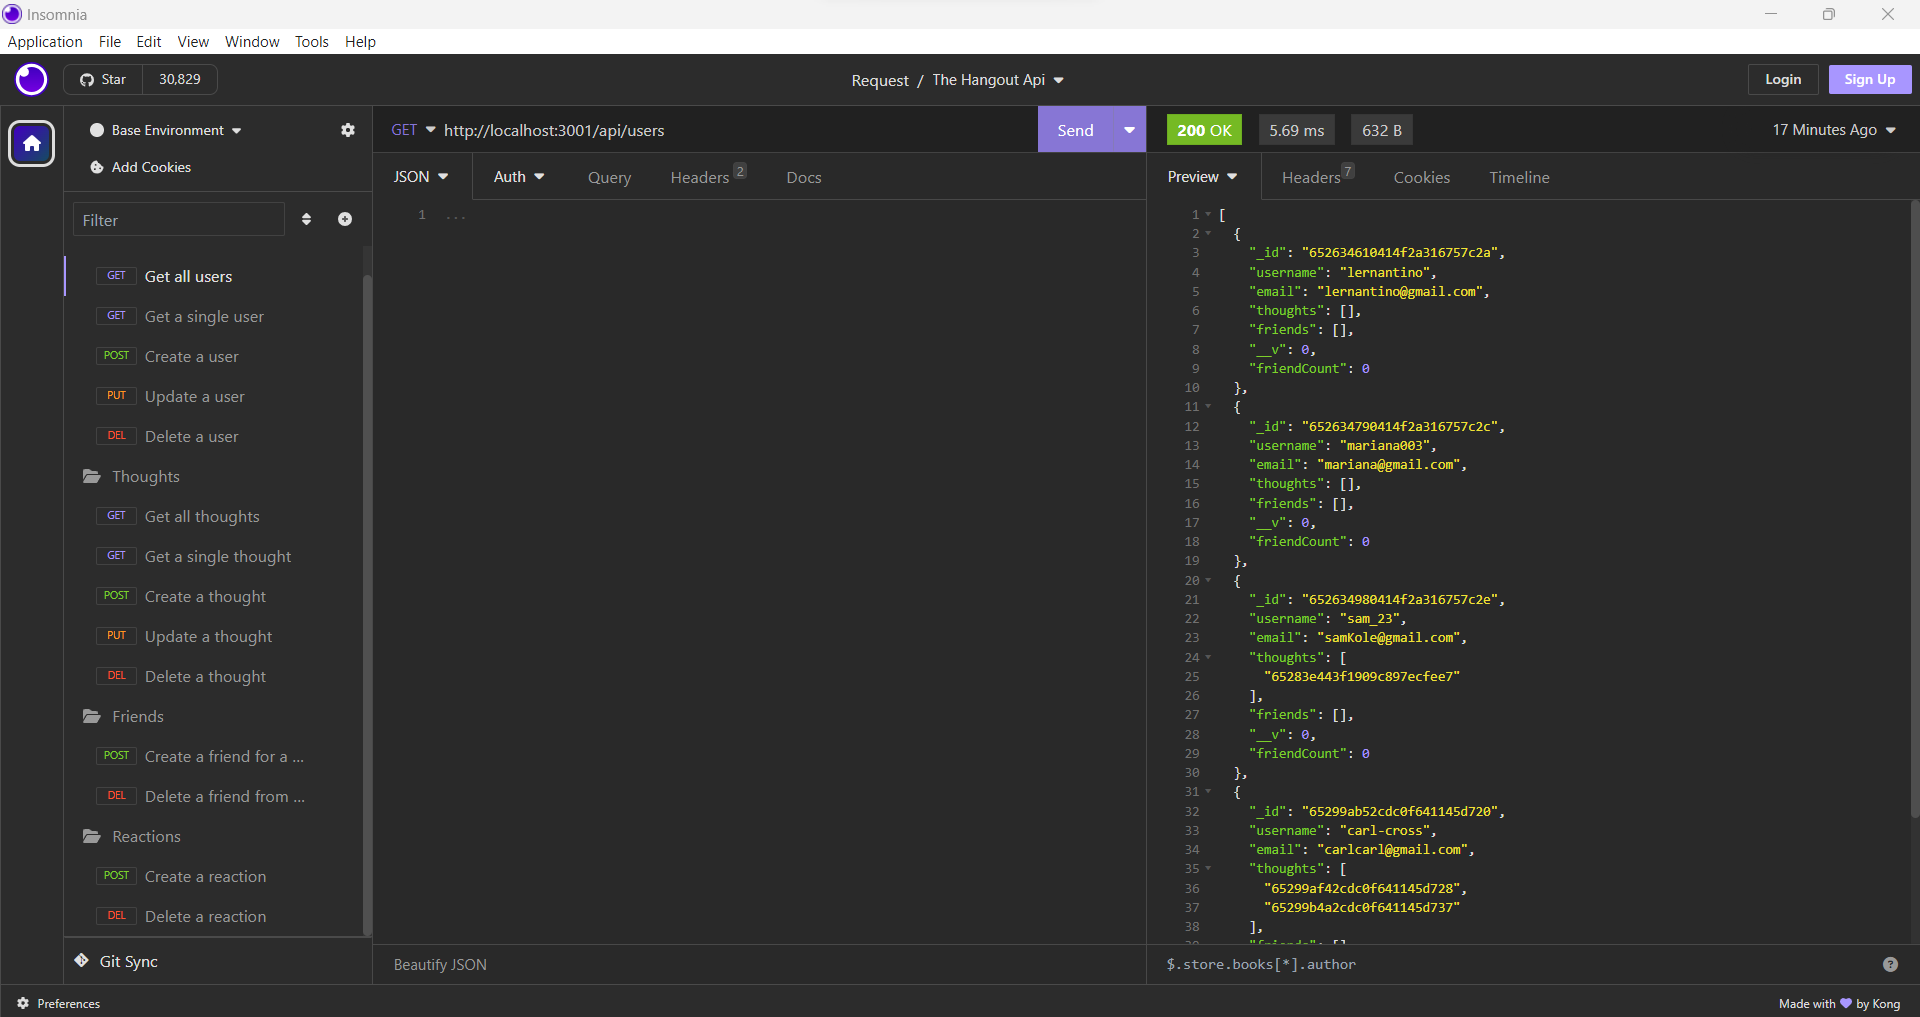 Insomnia
Application File Edit View Window Tools Help
Star 30,829
Request / The Hangout Api
Login
Sign Up
Base Environment
Add Cookies
Filter
GET Get all users
GET Get a single user
POST Create a user
PUT Update a user
DEL Delete a user
Thoughts
GET Get all thoughts
GET Get a single thought
POST Create a thought
PUT Update a thought
DEL Delete a thought
Friends
POST Create a friend for a ...
DEL Delete a friend from ...
Reactions
POST Create a reaction
DEL Delete a reaction
Git Sync
Preferences
GET http://localhost:3001/api/users
Send
JSON Auth Query Headers 2 Docs
1 ...
Beautify JSON
200 OK 5.69 ms 632 B
17 Minutes Ago
Preview Headers 7 Cookies Timeline
1 [
2 {
3 "_id": "652634610414f2a316757c2a",
4 "username": "lernantino",
5 "email": "lernantino@gmail.com",
6 "thoughts": [],
7 "friends": [],
8 "__v": 0,
9 "friendCount": 0
10 },
11 {
12 "_id": "652634790414f2a316757c2c",
13 "username": "mariana003",
14 "email": "mariana@gmail.com",
15 "thoughts": [],
16 "friends": [],
17 "__v": 0,
18 "friendCount": 0
19 },
20 {
21 "_id": "652634980414f2a316757c2e",
22 "username": "sam_23",
23 "email": "samKole@gmail.com",
24 "thoughts": [
25 "65283e443f1909c897ecfee7"
26 ],
27 "friends": [],
28 "__v": 0,
29 "friendCount": 0
30 },
31 {
32 "_id": "65299ab52cdc0f641145d720",
33 "username": "carl-cross",
34 "email": "carlcarl@gmail.com",
35 "thoughts": [
36 "65299af42cdc0f641145d728",
37 "65299b4a2cdc0f641145d737"
38 ],
$.store.books[*].author
Made with 💜 by Kong